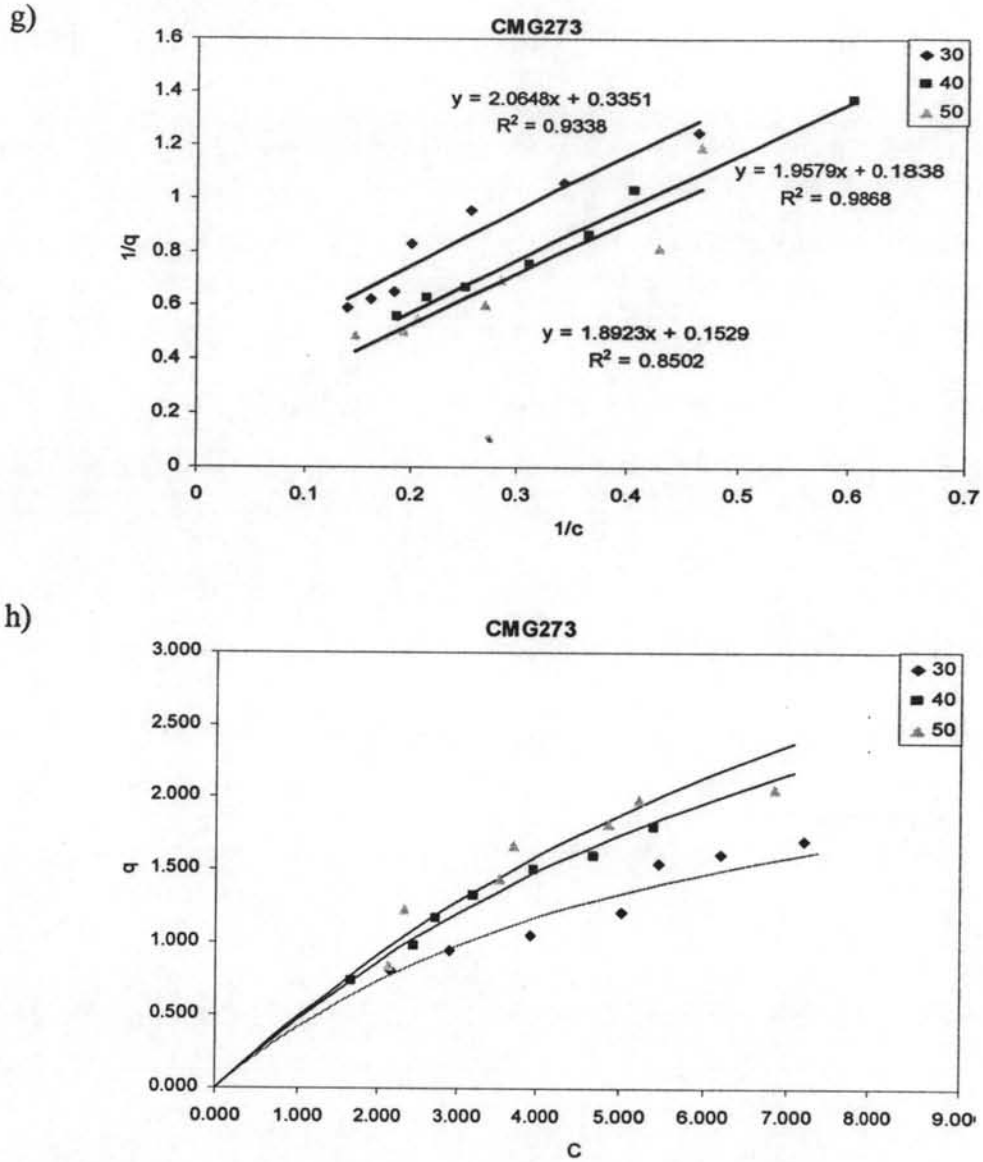 g)
CMG273
1.6
1.4
1.2
1
0.8
0.6
0.4
0.2
0
1/q
y = 2.0648x + 0.3351
R² = 0.9338
y = 1.9579x + 0.1838
R² = 0.9868
y = 1.8923x + 0.1529
R² = 0.8502
30
40
50
0 0.1 0.2 0.3 0.4 0.5 0.6 0.7
1/c
h)
CMG273
3.000
2.500
2.000
1.500
1.000
0.500
0.000
q
30
40
50
0.000 1.000 2.000 3.000 4.000 5.000 6.000 7.000 8.000 9.00
C